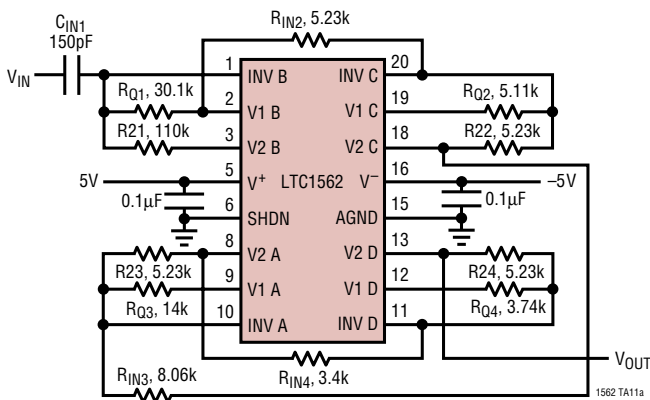 RIN2, 5.23k
CIN1
150pF
VIN
1
INV B
INV C
20
RQ1, 30.1k
2
V1 B
V1 C
19
RQ2, 5.11k
R21, 110k
3
V2 B
V2 C
18
R22, 5.23k
5V
5
V+
LTC1562
V−
16
−5V
0.1µF
6
SHDN
AGND
15
0.1µF
8
V2 A
V2 D
13
R23, 5.23k
9
V1 A
V1 D
12
R24, 5.23k
RQ3, 14k
10
INV A
INV D
11
RQ4, 3.74k
RIN3, 8.06k
RIN4, 3.4k
VOUT
1562 TA11a